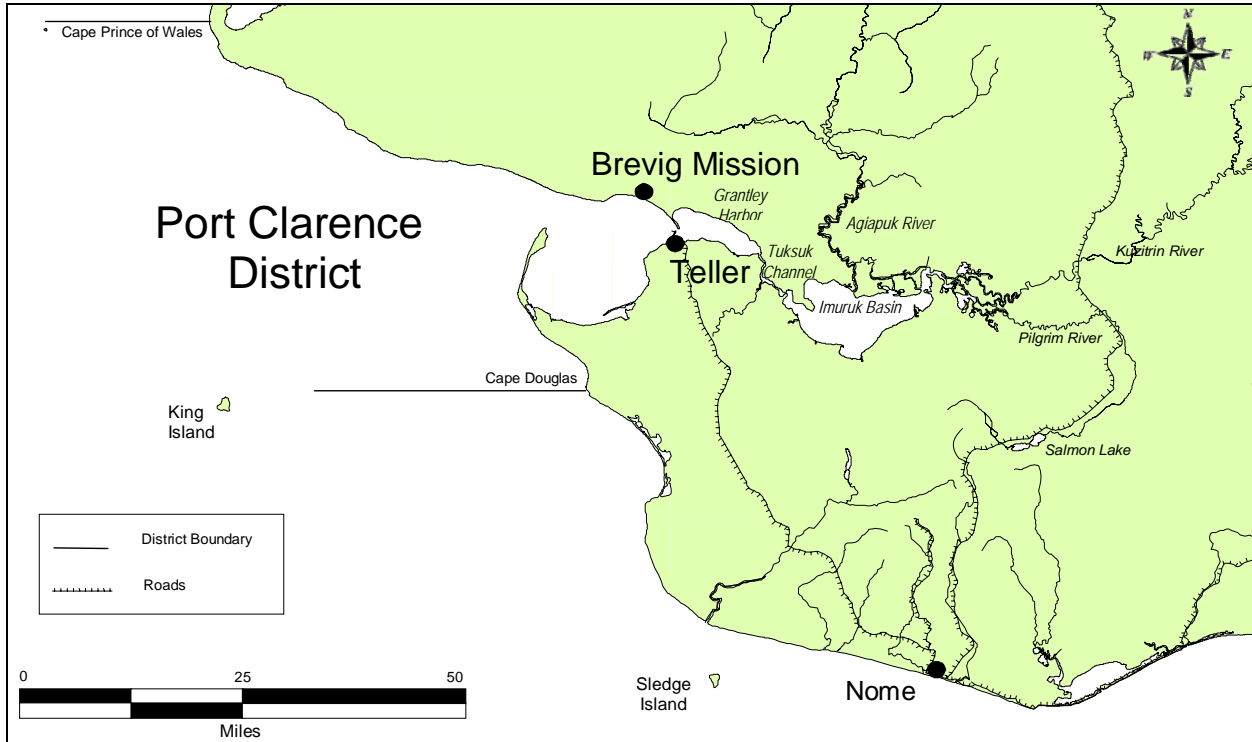 N
W
E
S
Cape Prince of Wales
Brevig Mission
Grantley
Harbor
Port Clarence
District
Agiapuk River
Tuksuk
Channel
Kuzitrin River
Teller
Imuruk Basin
Pilgrim River
Cape Douglas
King
Island
Salmon Lake
District Boundary
Roads
0
25
50
Miles
Sledge
Island
Nome